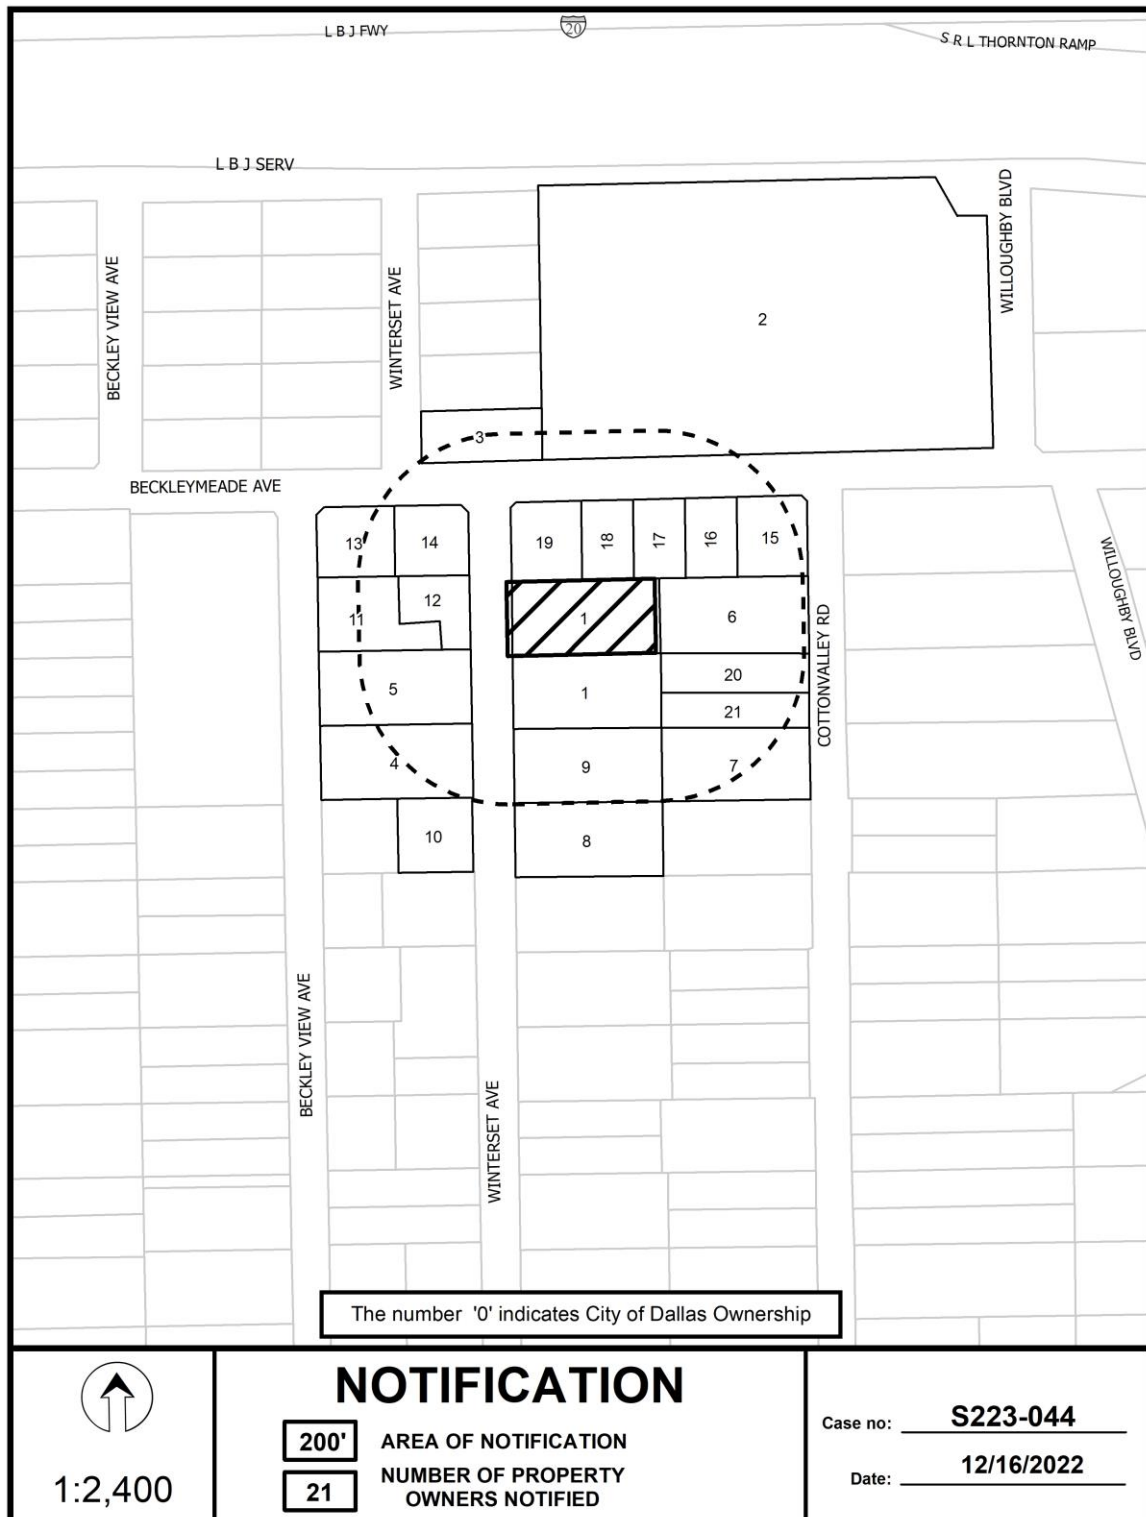 L B J FWY
20
S R L THORNTON RAMP
L B J SERV
WILLOUGHBY BLVD
BECKLEY VIEW AVE
WINTERSET AVE
2
3
BECKLEYMEADE AVE
13
14
19
18
17
16
15
WILLOUGHBY BLVD
11
12
1
6
COTTONVALLEY RD
5
1
20
21
4
9
7
10
8
BECKLEY VIEW AVE
WINTERSET AVE
The number '0' indicates City of Dallas Ownership
1:2,400
NOTIFICATION
200' AREA OF NOTIFICATION
21 NUMBER OF PROPERTY
OWNERS NOTIFIED
Case no: S223-044
Date: 12/16/2022